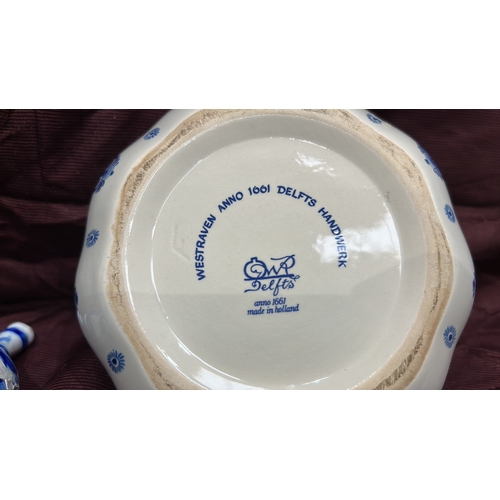 WESTRAVEN ANNO 1661 DELFTS HANDWERK
Delfts
anno 1661
made in holland